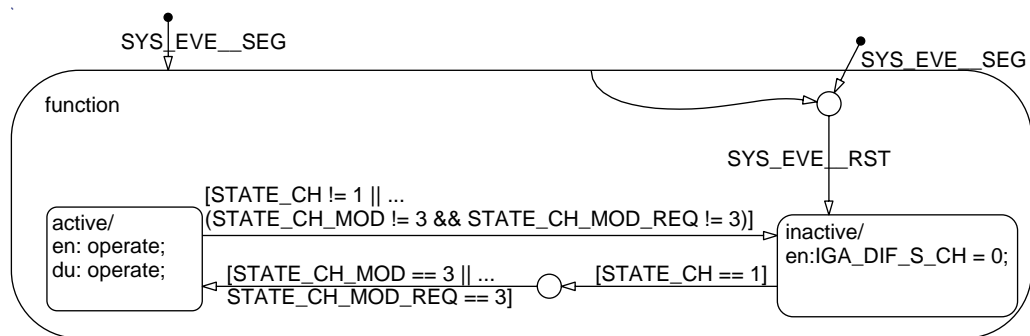 SYS_EVE__SEG
SYS_EVE__SEG
function
SYS_EVE__RST
[STATE_CH != 1 || ...
(STATE_CH_MOD != 3 && STATE_CH_MOD_REQ != 3)]
active/
en: operate;
du: operate;
inactive/
en:IGA_DIF_S_CH = 0;
[STATE_CH_MOD == 3 || ...
STATE_CH_MOD_REQ == 3]
[STATE_CH == 1]